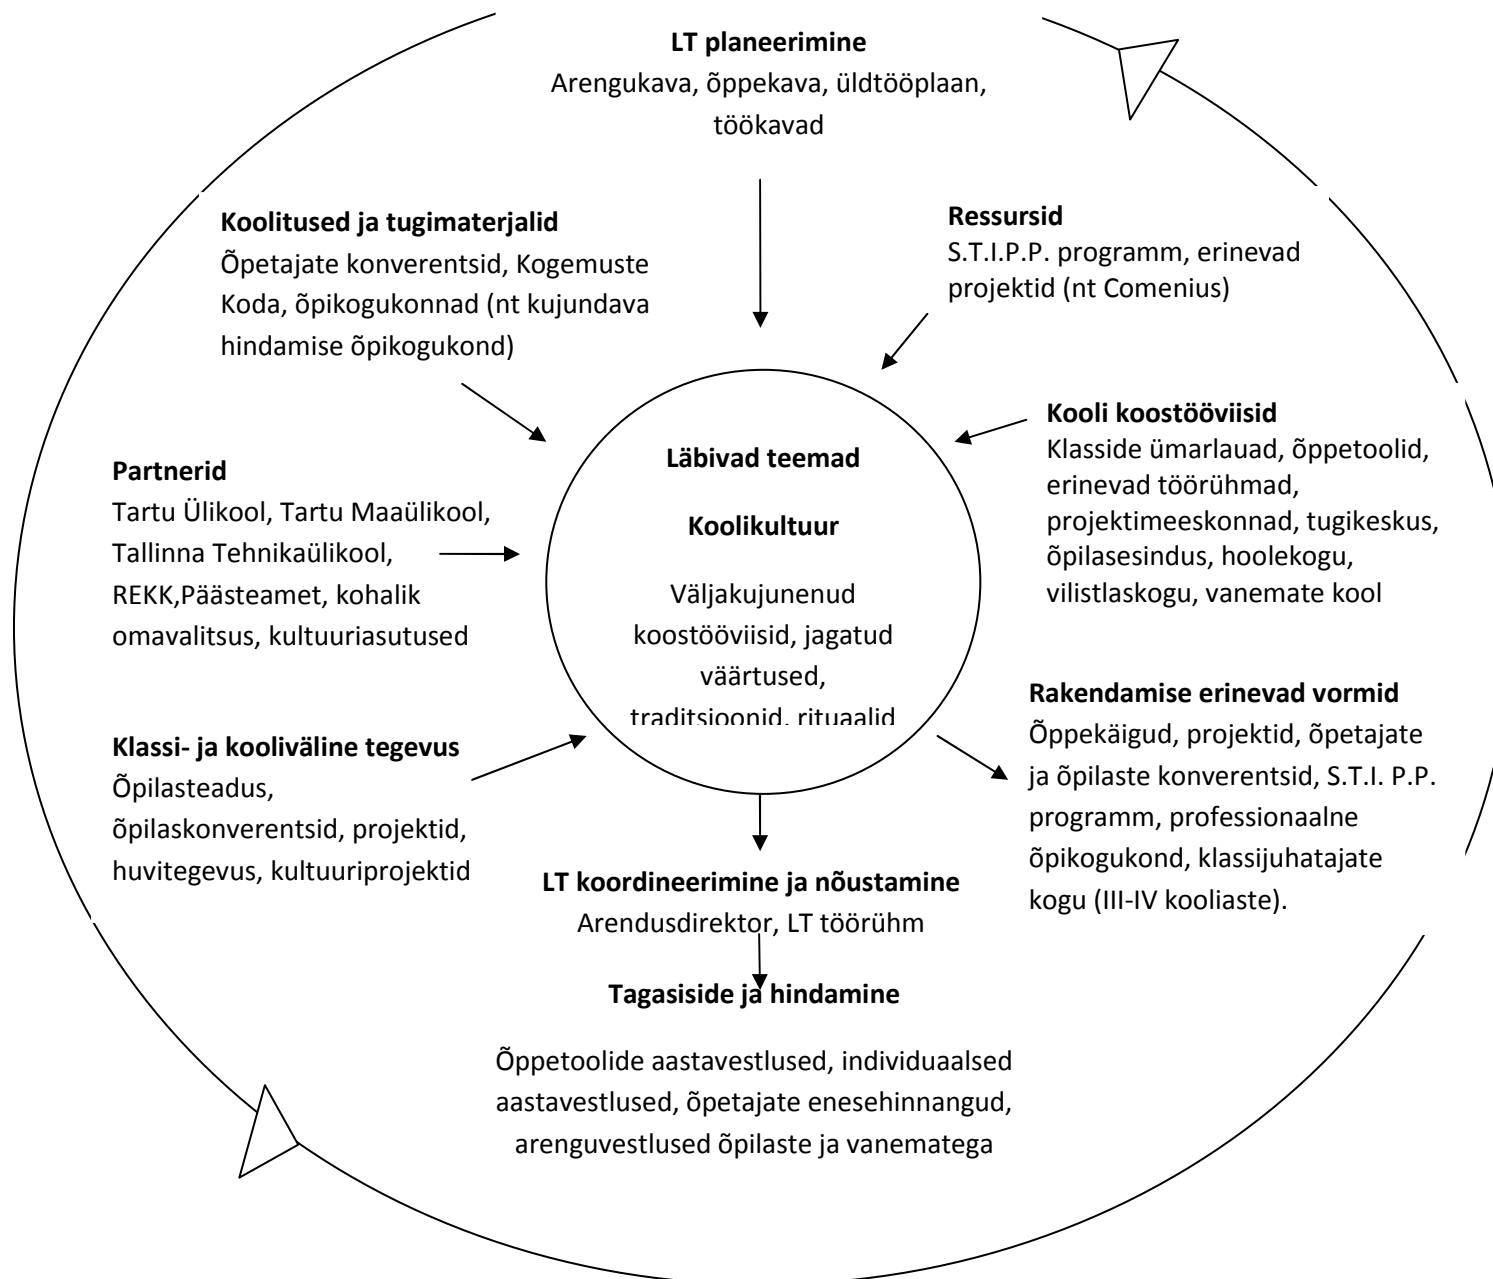 LT planeerimine
Arengukava, õppekava, üldtööplaan,
töökavad
Koolitused ja tugimaterjalid
Õpetajate konverentsid, Kogemuste
Koda, õpikogukonnad (nt kujundava
hindamise õpikogukond)
Ressursid
S.T.I.P.P. programm, erinevad
projektid (nt Comenius)
Kooli koostööviisid
Klasside ümarlauad, õppetoolid,
erinevad töörühmad,
projektimeeskonnad, tugikeskus,
õpilasesindus, hoolekogu,
vilistlaskogu, vanemate kool
Partnerid
Tartu Ülikool, Tartu Maaülikool,
Tallinna Tehnikaülikool,
REKK,Päästeamet, kohalik
omavalitsus, kultuuriasutused
Läbivad teemad
Koolikultuur
Väljakujunenud
koostööviisid, jagatud
väärtused,
traditsioonid, rituaalid
Rakendamise erinevad vormid
Õppekäigud, projektid, õpetajate
ja õpilaste konverentsid, S.T.I. P.P.
programm, professionaalne
õpikogukond, klassijuhatajate
kogu (III-IV kooliaste).
Klassi- ja kooliväline tegevus
Õpilasteadus,
õpilaskonverentsid, projektid,
huvitegevus, kultuuriprojektid
LT koordineerimine ja nõustamine
Arendusdirektor, LT töörühm
Tagasiside ja hindamine
Õppetoolide aastavestlused, individuaalsed
aastavestlused, õpetajate enesehinnangud,
arenguvestlused õpilaste ja vanematega